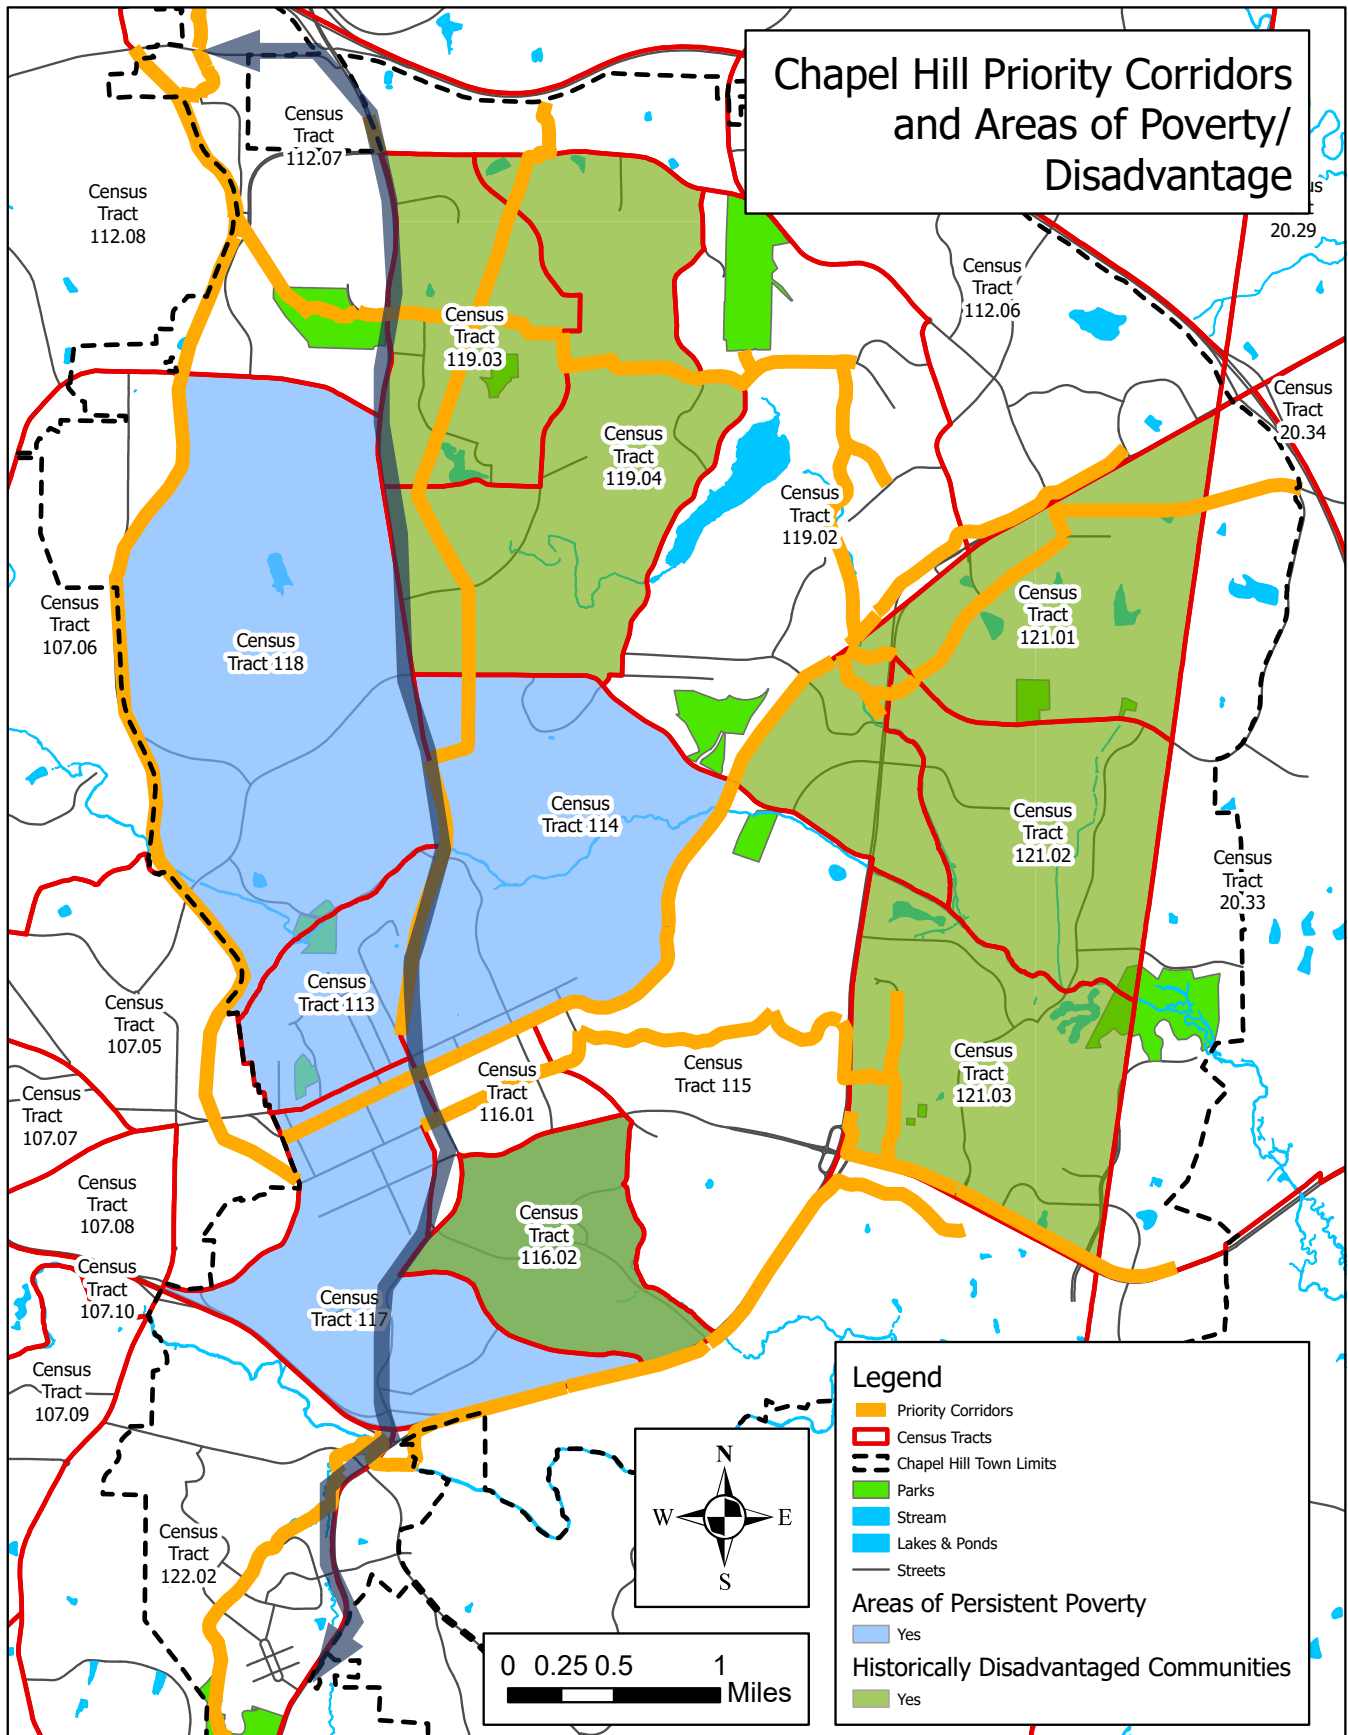 Chapel Hill Priority Corridors
and Areas of Poverty/
Disadvantage
Census
Tract
112.07
Census
Tract
112.08
20.29
Census
Tract
112.06
Census
Tract
119.03
Census
Tract
20.34
Census
Tract
119.04
Census
Tract
119.02
Census
Tract
107.06
Census
Tract 118
Census
Tract
121.01
Census
Tract 114
Census
Tract
121.02
Census
Tract
20.33
Census
Tract 113
Census
Tract
107.05
Census
Tract
116.01
Census
Tract 115
Census
Tract
121.03
Census
Tract
107.07
Census
Tract
107.08
Census
Tract
116.02
Census
Tract
107.10
Census
Tract 117
Census
Tract
107.09
Census
Tract
122.02
N
W E
S
0 0.25 0.5 1
Miles
Legend
Priority Corridors
Census Tracts
Chapel Hill Town Limits
Parks
Stream
Lakes & Ponds
Streets
Areas of Persistent Poverty
Yes
Historically Disadvantaged Communities
Yes